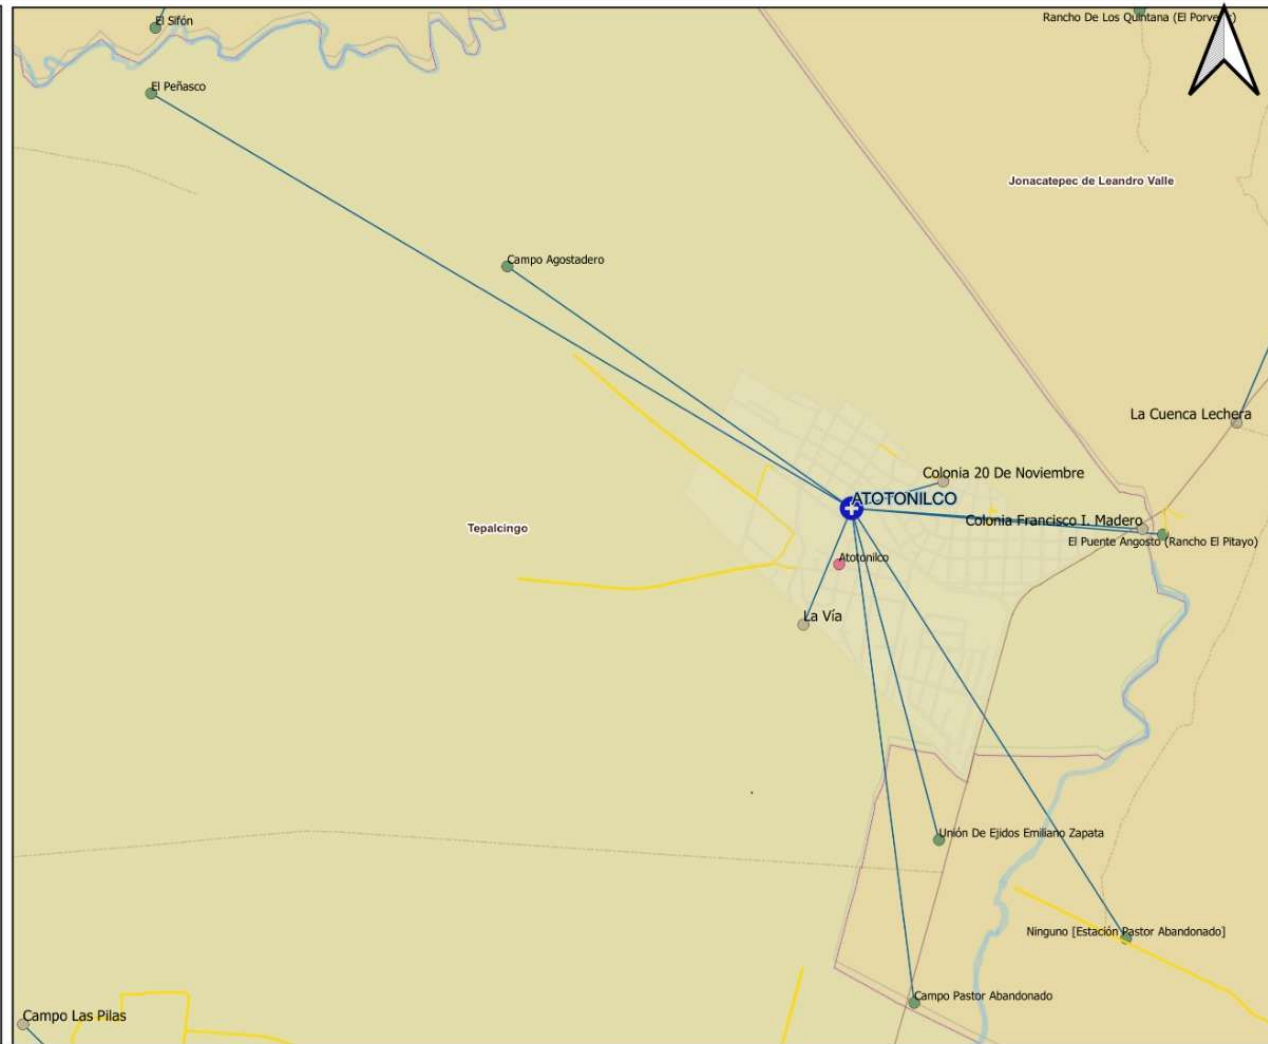 El Sifón
Rancho De Los Quintana (El Porvenir)
El Peñasco
Jonacatepec de Leandro Valle
Campo Agostadero
La Cuenca Lechera
Colonia 20 De Noviembre
ATOTONILCO
Colonia Francisco I. Madero
Tepalcingo
El Puente Angosto (Rancho El Pitayo)
Atotonilco
La Vía
Unión De Ejidos Emiliano Zapata
Ninguno [Estación Pastor Abandonado]
Campo Pastor Abandonado
Campo Las Pilas